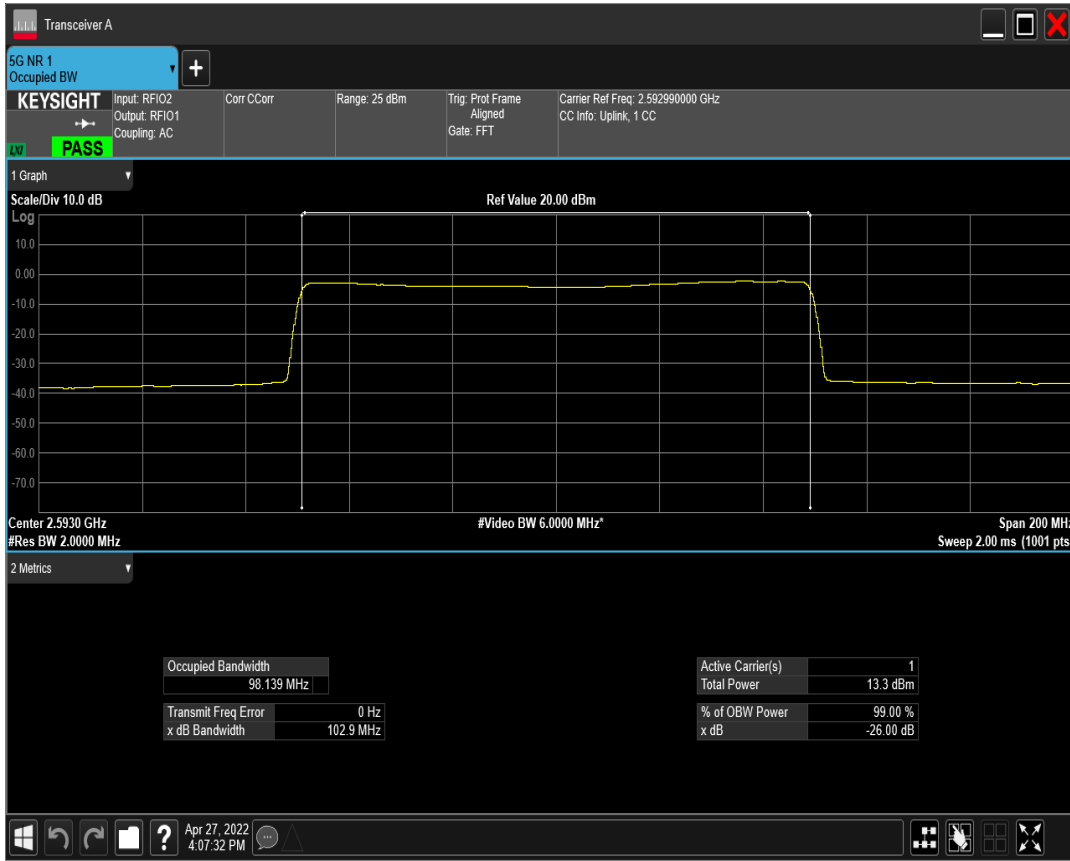 Transceiver A
5G NR 1
Occupied BW
KEYSIGHT
LXI
PASS
Input: RFIO2
Output: RFIO1
Coupling: AC
Corr CCorr
Range: 25 dBm
Trig: Prot Frame
Aligned
Gate: FFT
Carrier Ref Freq: 2.592990000 GHz
CC Info: Uplink, 1 CC
1 Graph
Scale/Div 10.0 dB
Ref Value 20.00 dBm
Log
10.0
0.00
-10.0
-20.0
-30.0
-40.0
-50.0
-60.0
-70.0
Center 2.5930 GHz
#Video BW 6.0000 MHz*
Span 200 MHz
#Res BW 2.0000 MHz
Sweep 2.00 ms (1001 pts
2 Metrics
Occupied Bandwidth
98.139 MHz
Transmit Freq Error 0 Hz
x dB Bandwidth 102.9 MHz
Active Carrier(s) 1
Total Power 13.3 dBm
% of OBW Power 99.00 %
x dB -26.00 dB
?
Apr 27, 2022
4:07:32 PM